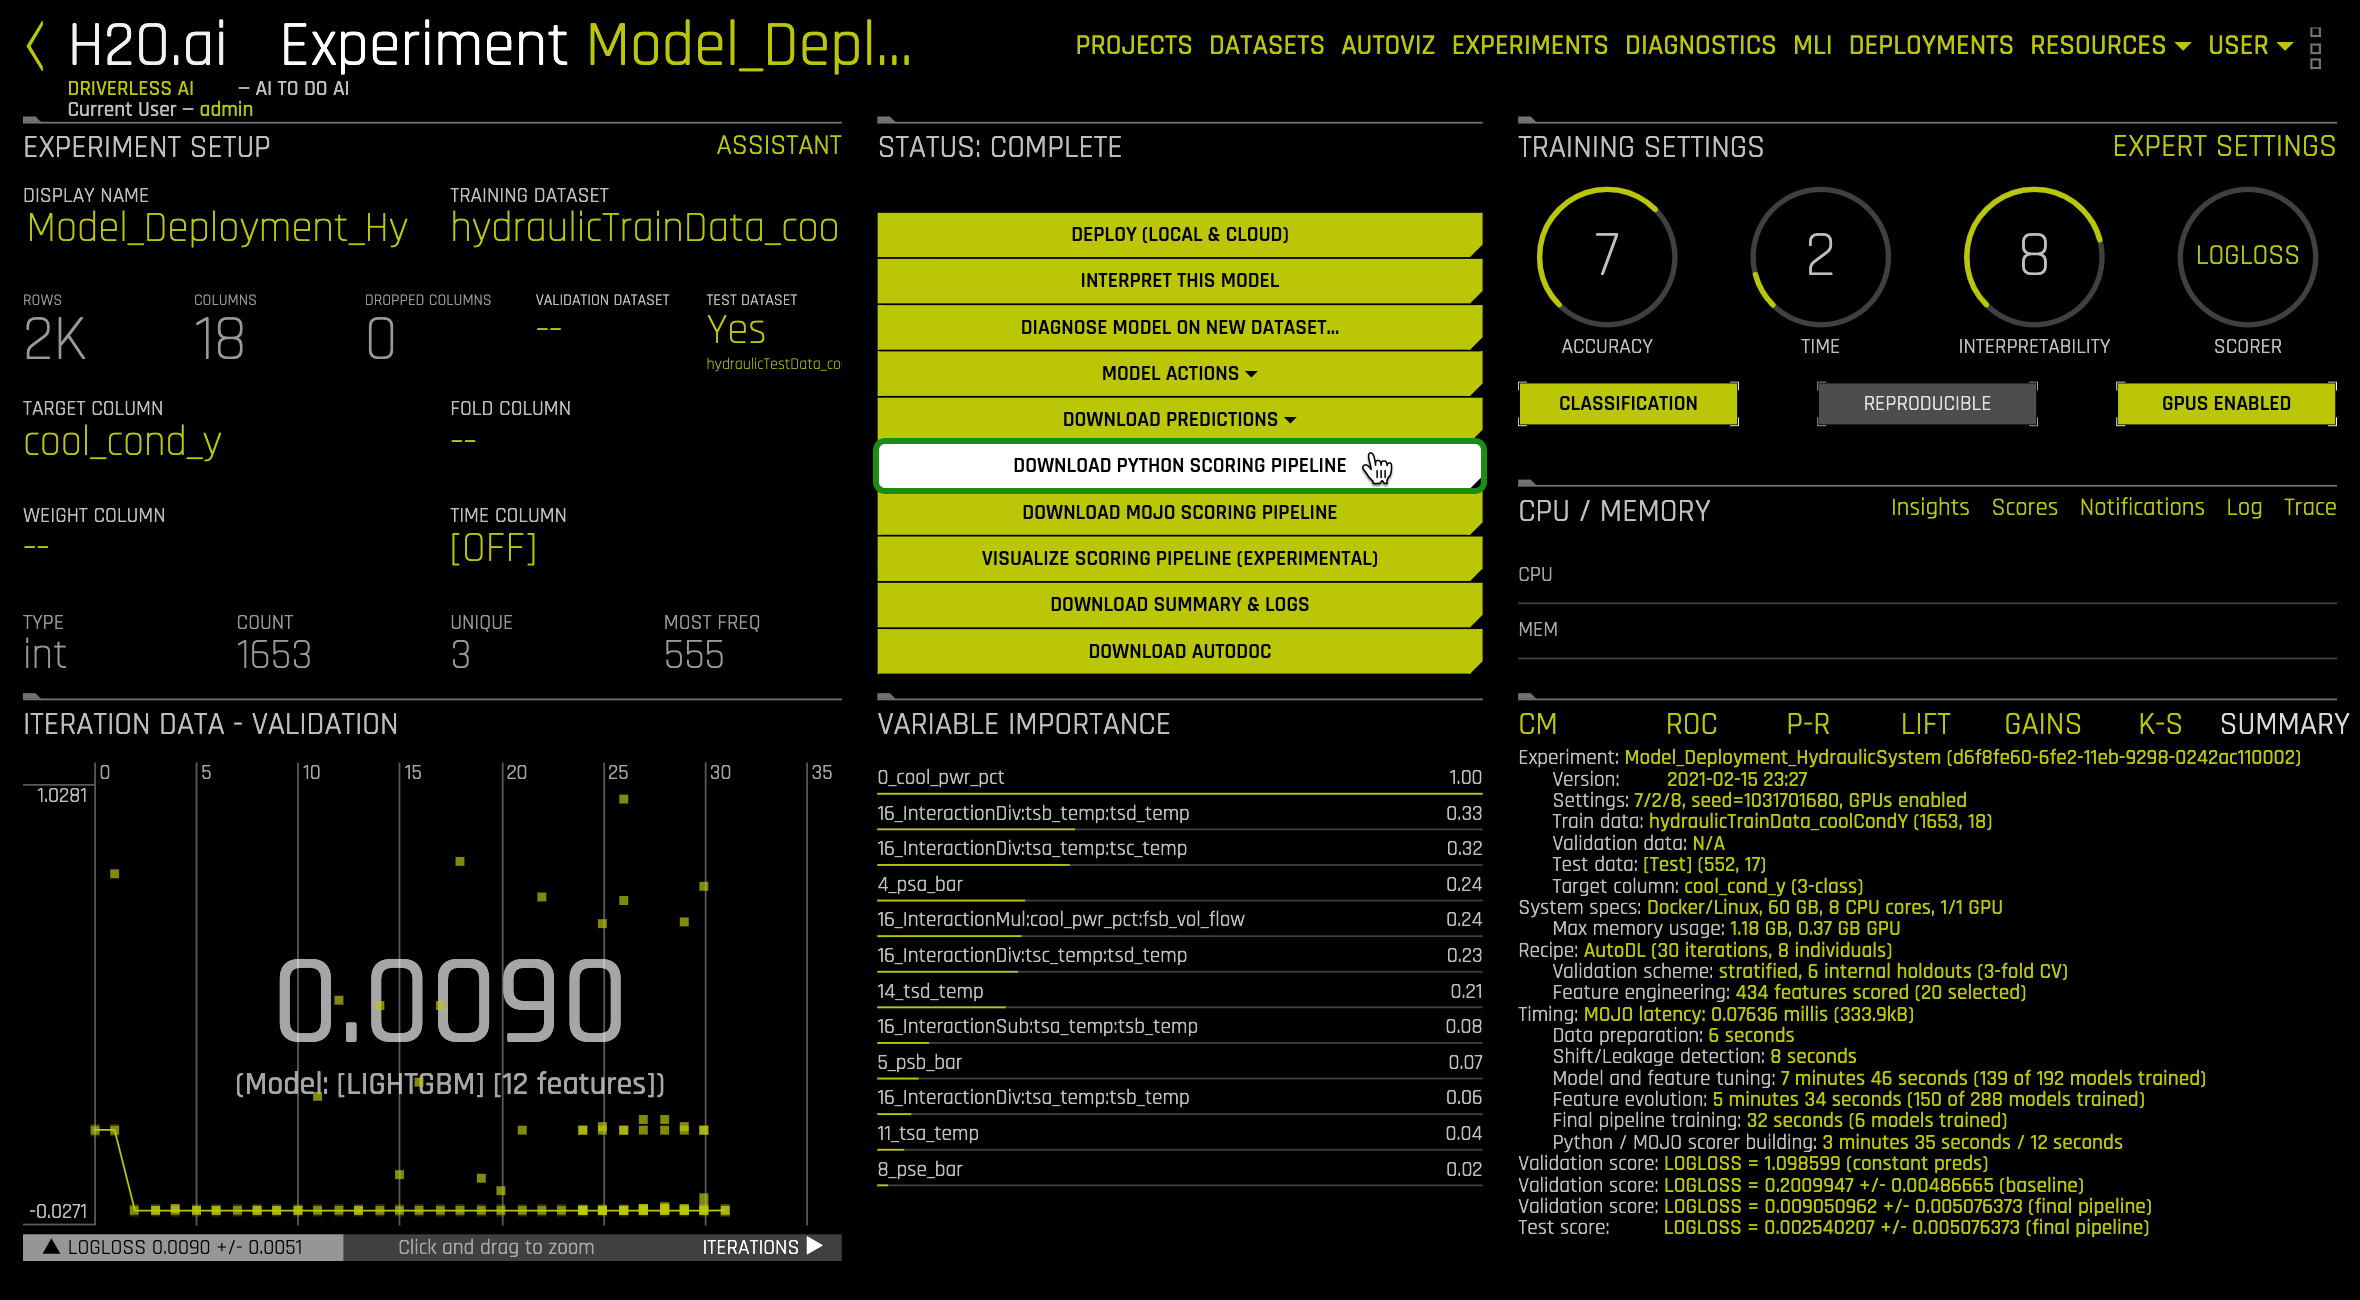 H2O.ai Experiment Model_Depl...
PROJECTS DATASETS AUTOVIZ EXPERIMENTS DIAGNOSTICS MLI DEPLOYMENTS RESOURCES USER
DRIVERLESS AI — AI TO DO AI
Current User — admin
EXPERIMENT SETUP ASSISTANT
DISPLAY NAME TRAINING DATASET
Model_Deployment_Hy hydraulicTrainData_coo
ROWS COLUMNS DROPPED COLUMNS VALIDATION DATASET TEST DATASET
2K 18 0 -- Yes
hydraulicTestData_co
TARGET COLUMN FOLD COLUMN
cool_cond_y --
WEIGHT COLUMN TIME COLUMN
-- [OFF]
TYPE COUNT UNIQUE MOST FREQ
int 1653 3 555
STATUS: COMPLETE
DEPLOY (LOCAL & CLOUD)
INTERPRET THIS MODEL
DIAGNOSE MODEL ON NEW DATASET...
MODEL ACTIONS
DOWNLOAD PREDICTIONS
DOWNLOAD PYTHON SCORING PIPELINE
DOWNLOAD MOJO SCORING PIPELINE
VISUALIZE SCORING PIPELINE (EXPERIMENTAL)
DOWNLOAD SUMMARY & LOGS
DOWNLOAD AUTODOC
TRAINING SETTINGS EXPERT SETTINGS
7 2 8 LOGLOSS
ACCURACY TIME INTERPRETABILITY SCORER
CLASSIFICATION REPRODUCIBLE GPUS ENABLED
CPU / MEMORY Insights Scores Notifications Log Trace
CPU
MEM
ITERATION DATA - VALIDATION
0 5 10 15 20 25 30 35
1.0281
0.0090
(Model: [LIGHTGBM] [12 features])
-0.0271
LOGLOSS 0.0090 +/- 0.0051 Click and drag to zoom ITERATIONS
VARIABLE IMPORTANCE
0_cool_pwr_pct 1.00
16_InteractionDiv:tsb_temp:tsd_temp 0.33
16_InteractionDiv:tsa_temp:tsc_temp 0.32
4_psa_bar 0.24
16_InteractionMul:cool_pwr_pct:fsb_vol_flow 0.24
16_InteractionDiv:tsc_temp:tsd_temp 0.23
14_tsd_temp 0.21
16_InteractionSub:tsa_temp:tsb_temp 0.08
5_psb_bar 0.07
16_InteractionDiv:tsa_temp:tsb_temp 0.06
11_tsa_temp 0.04
8_pse_bar 0.02
CM ROC P-R LIFT GAINS K-S SUMMARY
Experiment: Model_Deployment_HydraulicSystem (d6f8fe60-6fe2-11eb-9298-0242ac110002)
Version: 2021-02-15 23:27
Settings: 7/2/8, seed=1031701680, GPUs enabled
Train data: hydraulicTrainData_coolCondY (1653, 18)
Validation data: N/A
Test data: [Test] (552, 17)
Target column: cool_cond_y (3-class)
System specs: Docker/Linux, 60 GB, 8 CPU cores, 1/1 GPU
Max memory usage: 1.18 GB, 0.37 GB GPU
Recipe: AutoDL (30 iterations, 8 individuals)
Validation scheme: stratified, 6 internal holdouts (3-fold CV)
Feature engineering: 434 features scored (20 selected)
Timing: MOJO latency: 0.07636 millis (333.9kB)
Data preparation: 6 seconds
Shift/Leakage detection: 8 seconds
Model and feature tuning: 7 minutes 46 seconds (139 of 192 models trained)
Feature evolution: 5 minutes 34 seconds (150 of 288 models trained)
Final pipeline training: 32 seconds (6 models trained)
Python / MOJO scorer building: 3 minutes 35 seconds / 12 seconds
Validation score: LOGLOSS = 1.098599 (constant preds)
Validation score: LOGLOSS = 0.2009947 +/- 0.00486665 (baseline)
Validation score: LOGLOSS = 0.009050962 +/- 0.005076373 (final pipeline)
Test score: LOGLOSS = 0.002540207 +/- 0.005076373 (final pipeline)